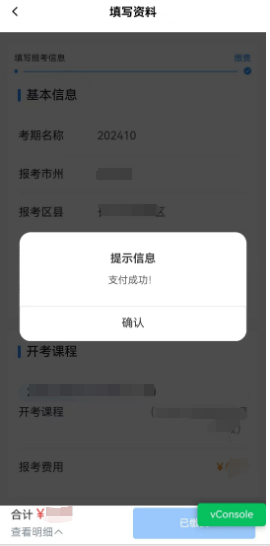 填写资料
填写报考信息
缴费
基本信息
考期名称 202410
报考市州
报考区县 区
提示信息
支付成功！
确认
开考课程
开考课程
报考费用 ¥
合计 ¥
查看明细
vConsole